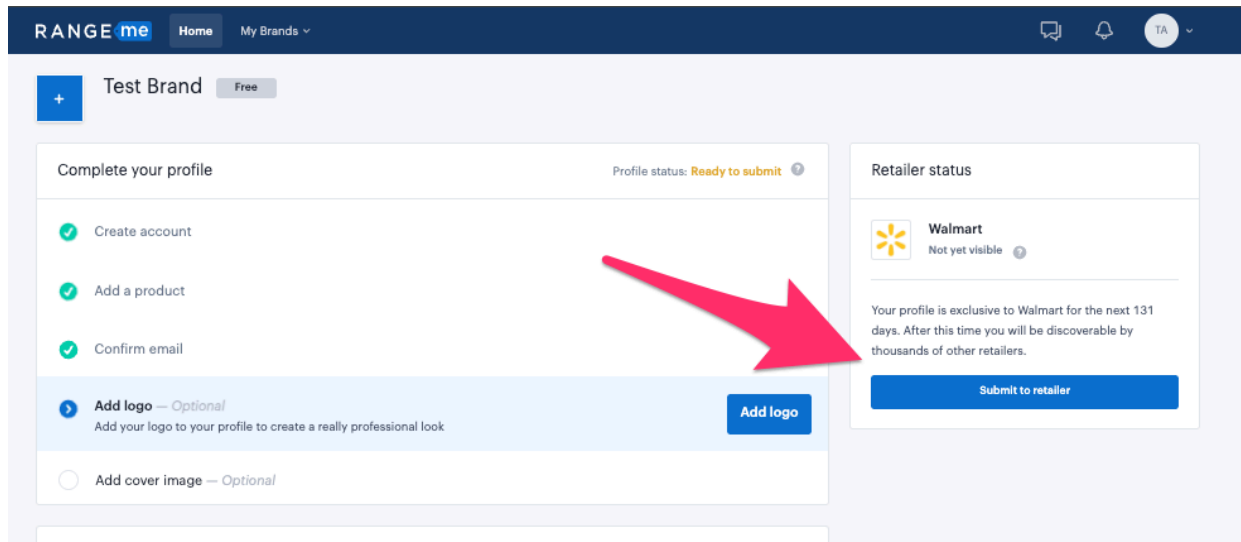 RANGE me Home My Brands
TA
Test Brand Free
+
Complete your profile
Profile status: Ready to submit ?
Create account
Add a product
Confirm email
Add logo — Optional
Add your logo to your profile to create a really professional look
Add logo
Add cover image — Optional
Retailer status
Walmart
Not yet visible ?
Your profile is exclusive to Walmart for the next 131
days. After this time you will be discoverable by
thousands of other retailers.
Submit to retailer